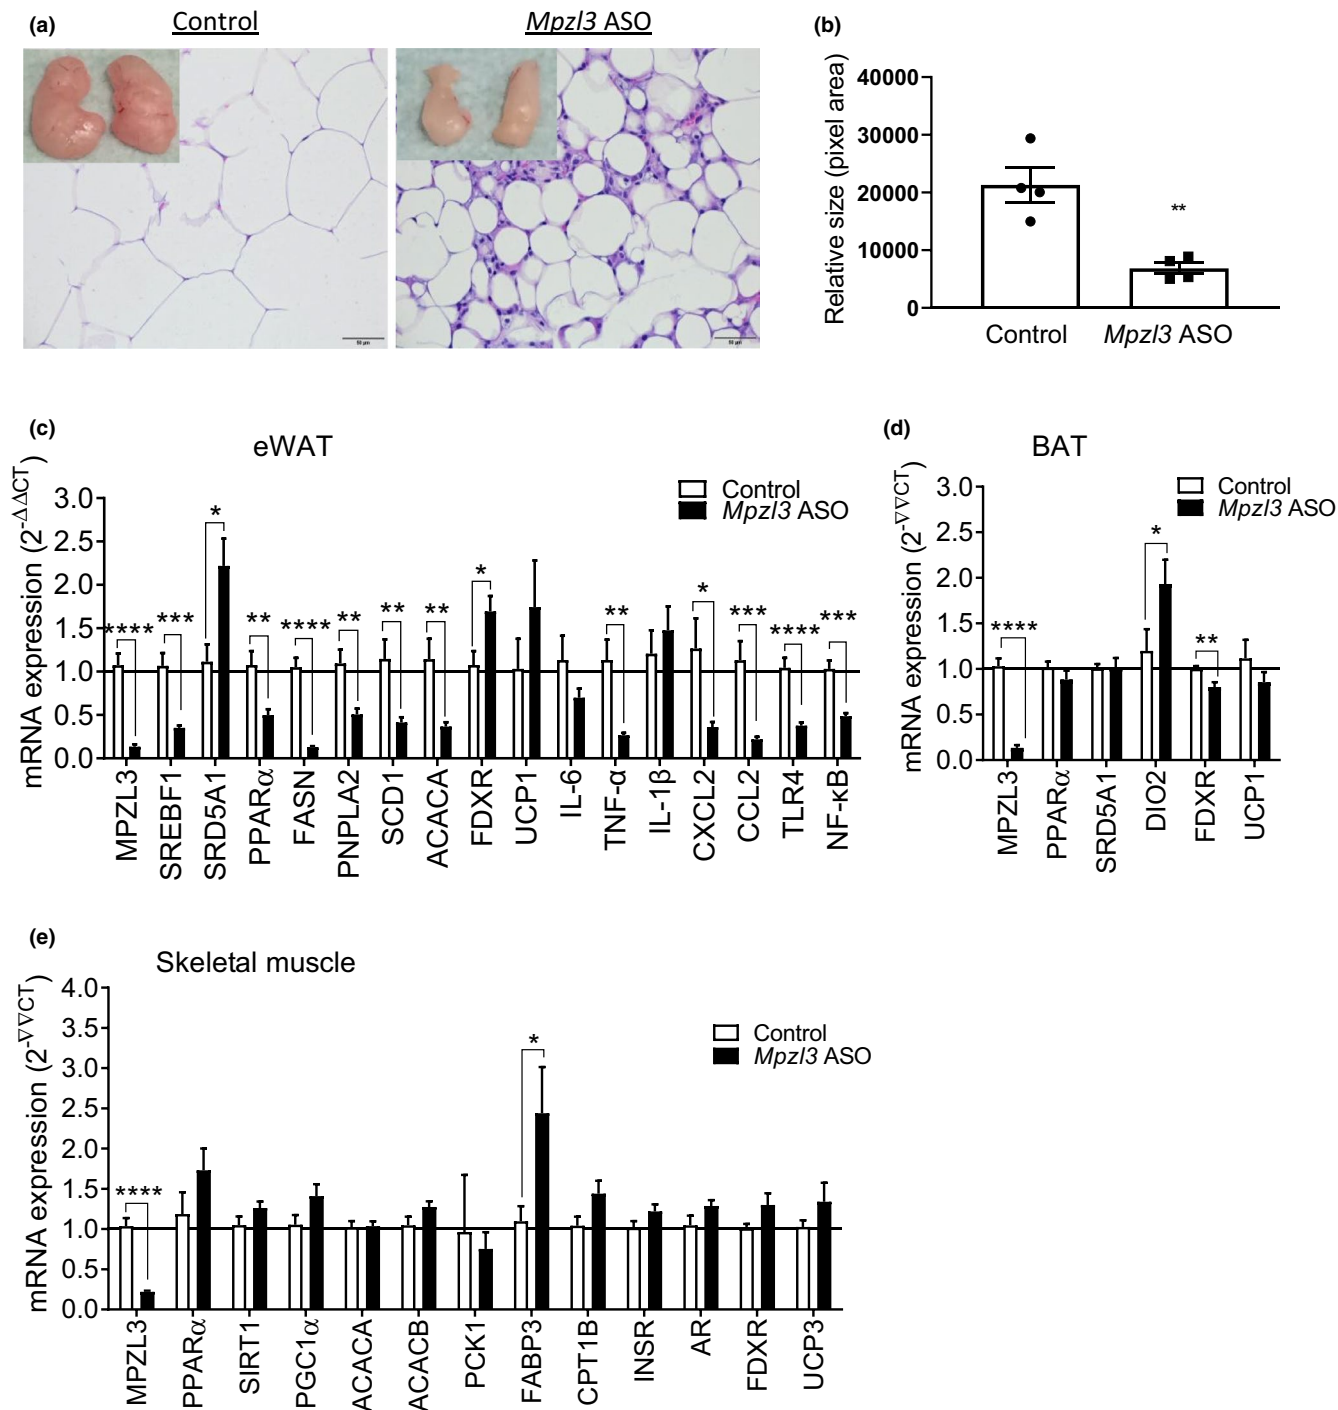 (a)
Control
Mpzl3 ASO
50 µm
50 µm
(b)
Relative size (pixel area)
40000
30000
20000
10000
0
**
Control
Mpzl3 ASO
(c)
eWAT
mRNA expression (2-ΔΔCT)
3.0
2.5
2.0
1.5
1.0
0.5
0.0
Control
Mpzl3 ASO
****
***
*
**
****
**
**
**
*
**
*
***
****
***
MPZL3
SREBF1
SRD5A1
PPARα
FASN
PNPLA2
SCD1
ACACA
FDXR
UCP1
IL-6
TNF-α
IL-1β
CXCL2
CCL2
TLR4
NF-κB
(d)
BAT
mRNA expression (2-∇∇CT)
3.0
2.5
2.0
1.5
1.0
0.5
0.0
Control
Mpzl3 ASO
****
*
**
MPZL3
PPARα
SRD5A1
DIO2
FDXR
UCP1
(e)
Skeletal muscle
mRNA expression (2-∇∇CT)
4.0
3.5
3.0
2.5
2.0
1.5
1.0
0.5
0.0
Control
Mpzl3 ASO
****
*
MPZL3
PPARα
SIRT1
PGC1α
ACACA
ACACB
PCK1
FABP3
CPT1B
INSR
AR
FDXR
UCP3